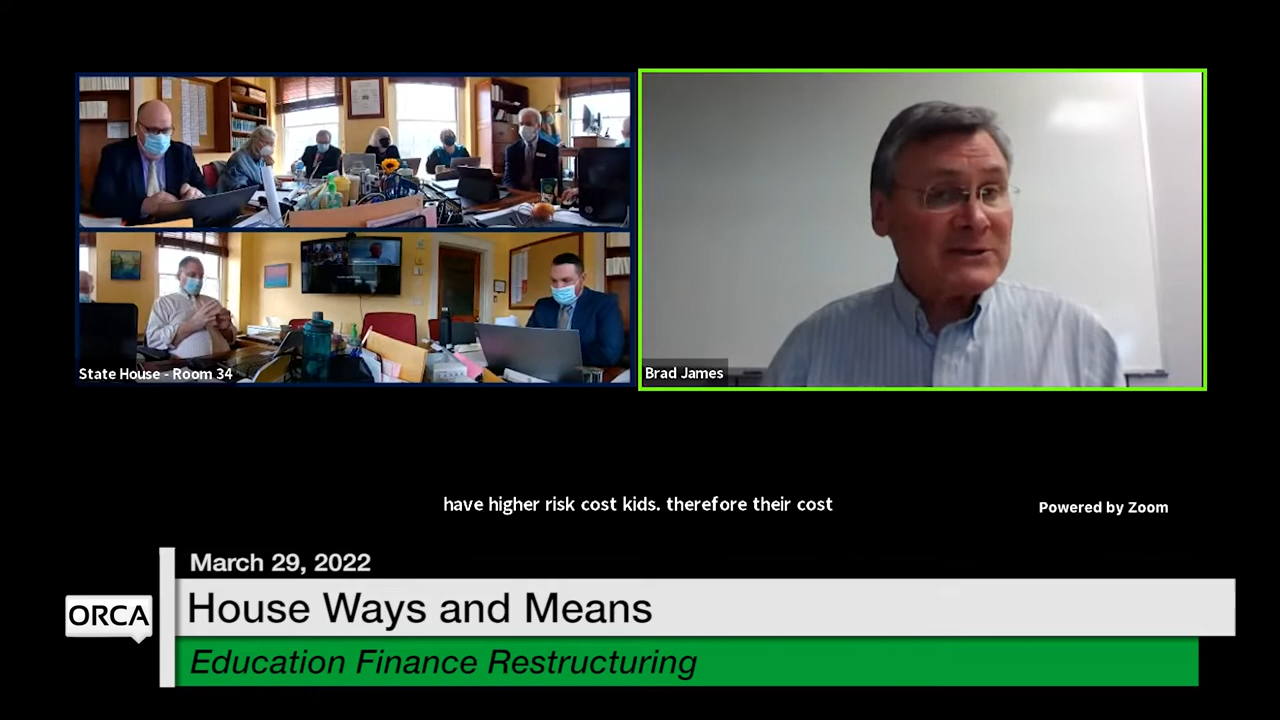 State House - Room 34
Brad James
have higher risk cost kids. therefore their cost
Powered by Zoom
March 29, 2022
ORCA
House Ways and Means
Education Finance Restructuring